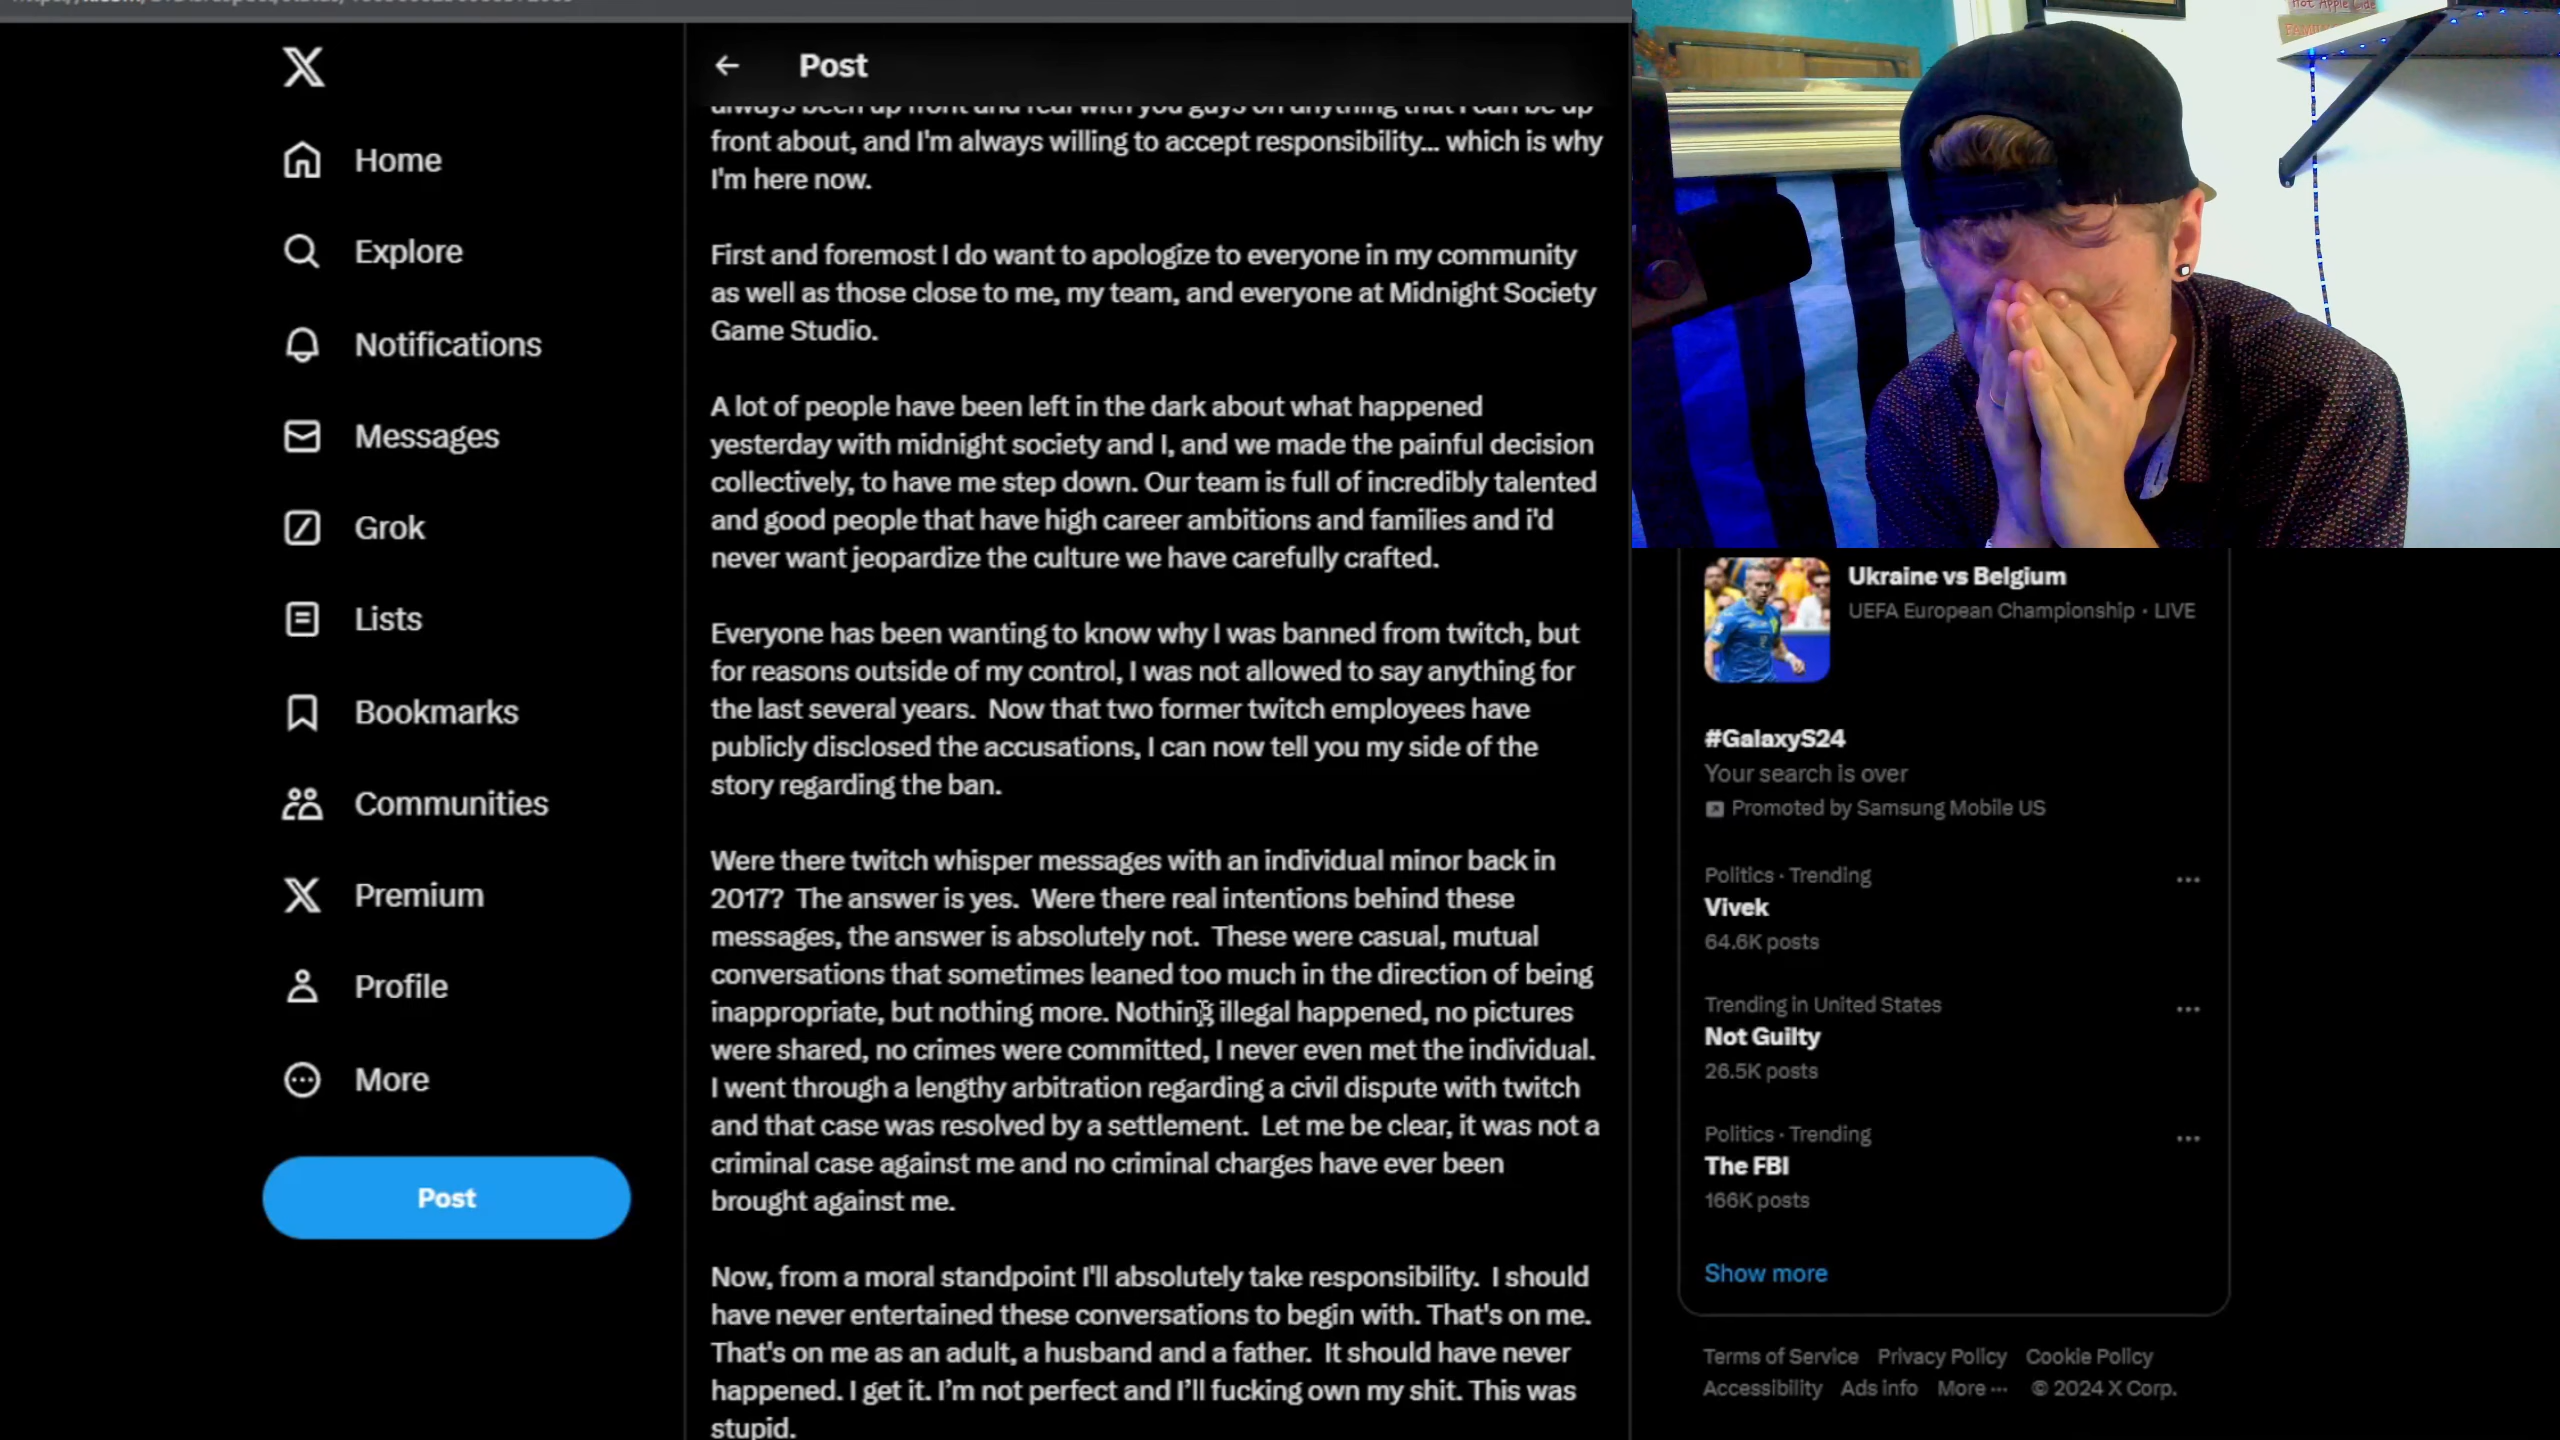 Post
always been up front and real with you guys on anything that I can be up
front about, and I'm always willing to accept responsibility... which is why
I'm here now.
First and foremost I do want to apologize to everyone in my community
as well as those close to me, my team, and everyone at Midnight Society
Game Studio.
A lot of people have been left in the dark about what happened
yesterday with midnight society and I, and we made the painful decision
collectively, to have me step down. Our team is full of incredibly talented
and good people that have high career ambitions and families and i'd
never want jeopardize the culture we have carefully crafted.
Everyone has been wanting to know why I was banned from twitch, but
for reasons outside of my control, I was not allowed to say anything for
the last several years.  Now that two former twitch employees have
publicly disclosed the accusations, I can now tell you my side of the
story regarding the ban.
Were there twitch whisper messages with an individual minor back in
2017?  The answer is yes.  Were there real intentions behind these
messages, the answer is absolutely not.  These were casual, mutual
conversations that sometimes leaned too much in the direction of being
inappropriate, but nothing more. Nothing illegal happened, no pictures
were shared, no crimes were committed, I never even met the individual.
I went through a lengthy arbitration regarding a civil dispute with twitch
and that case was resolved by a settlement.  Let me be clear, it was not a
criminal case against me and no criminal charges have ever been
brought against me.
Now, from a moral standpoint I'll absolutely take responsibility.  I should
have never entertained these conversations to begin with. That's on me.
That's on me as an adult, a husband and a father.  It should have never
happened. I get it. I’m not perfect and I’ll fucking own my shit. This was
stupid.
Home
Explore
Notifications
Messages
Grok
Lists
Bookmarks
Communities
Premium
Profile
More
Post
Hot Apple Cide
Ukraine vs Belgium
UEFA European Championship · LIVE
#GalaxyS24
Your search is over
Promoted by Samsung Mobile US
Politics · Trending
Vivek
64.6K posts
Trending in United States
Not Guilty
26.5K posts
Politics · Trending
The FBI
166K posts
Show more
Terms of Service Privacy Policy Cookie Policy
Accessibility Ads info More ··· © 2024 X Corp.